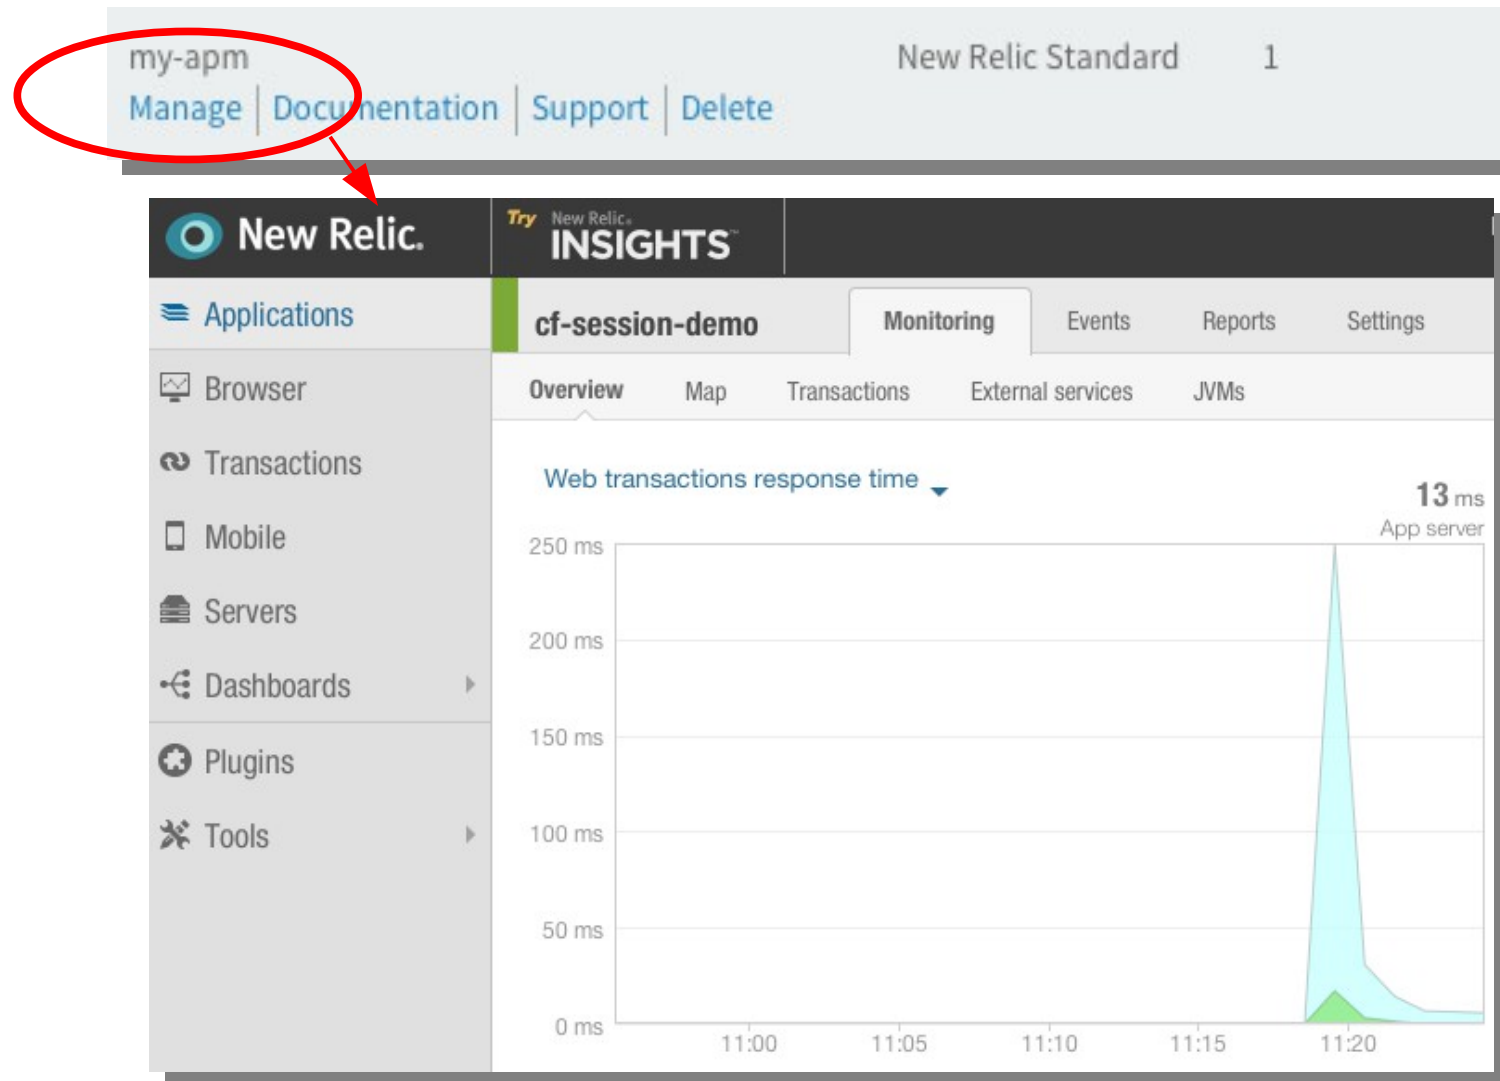 my-apm New Relic Standard 1
Manage Documentation Support Delete
New Relic. Try New Relic. INSIGHTS™
Applications
Browser
Transactions
Mobile
Servers
Dashboards
Plugins
Tools
cf-session-demo Monitoring Events Reports Settings
Overview Map Transactions External services JVMs
Web transactions response time
13 ms
App server
250 ms
200 ms
150 ms
100 ms
50 ms
0 ms
11:00 11:05 11:10 11:15 11:20